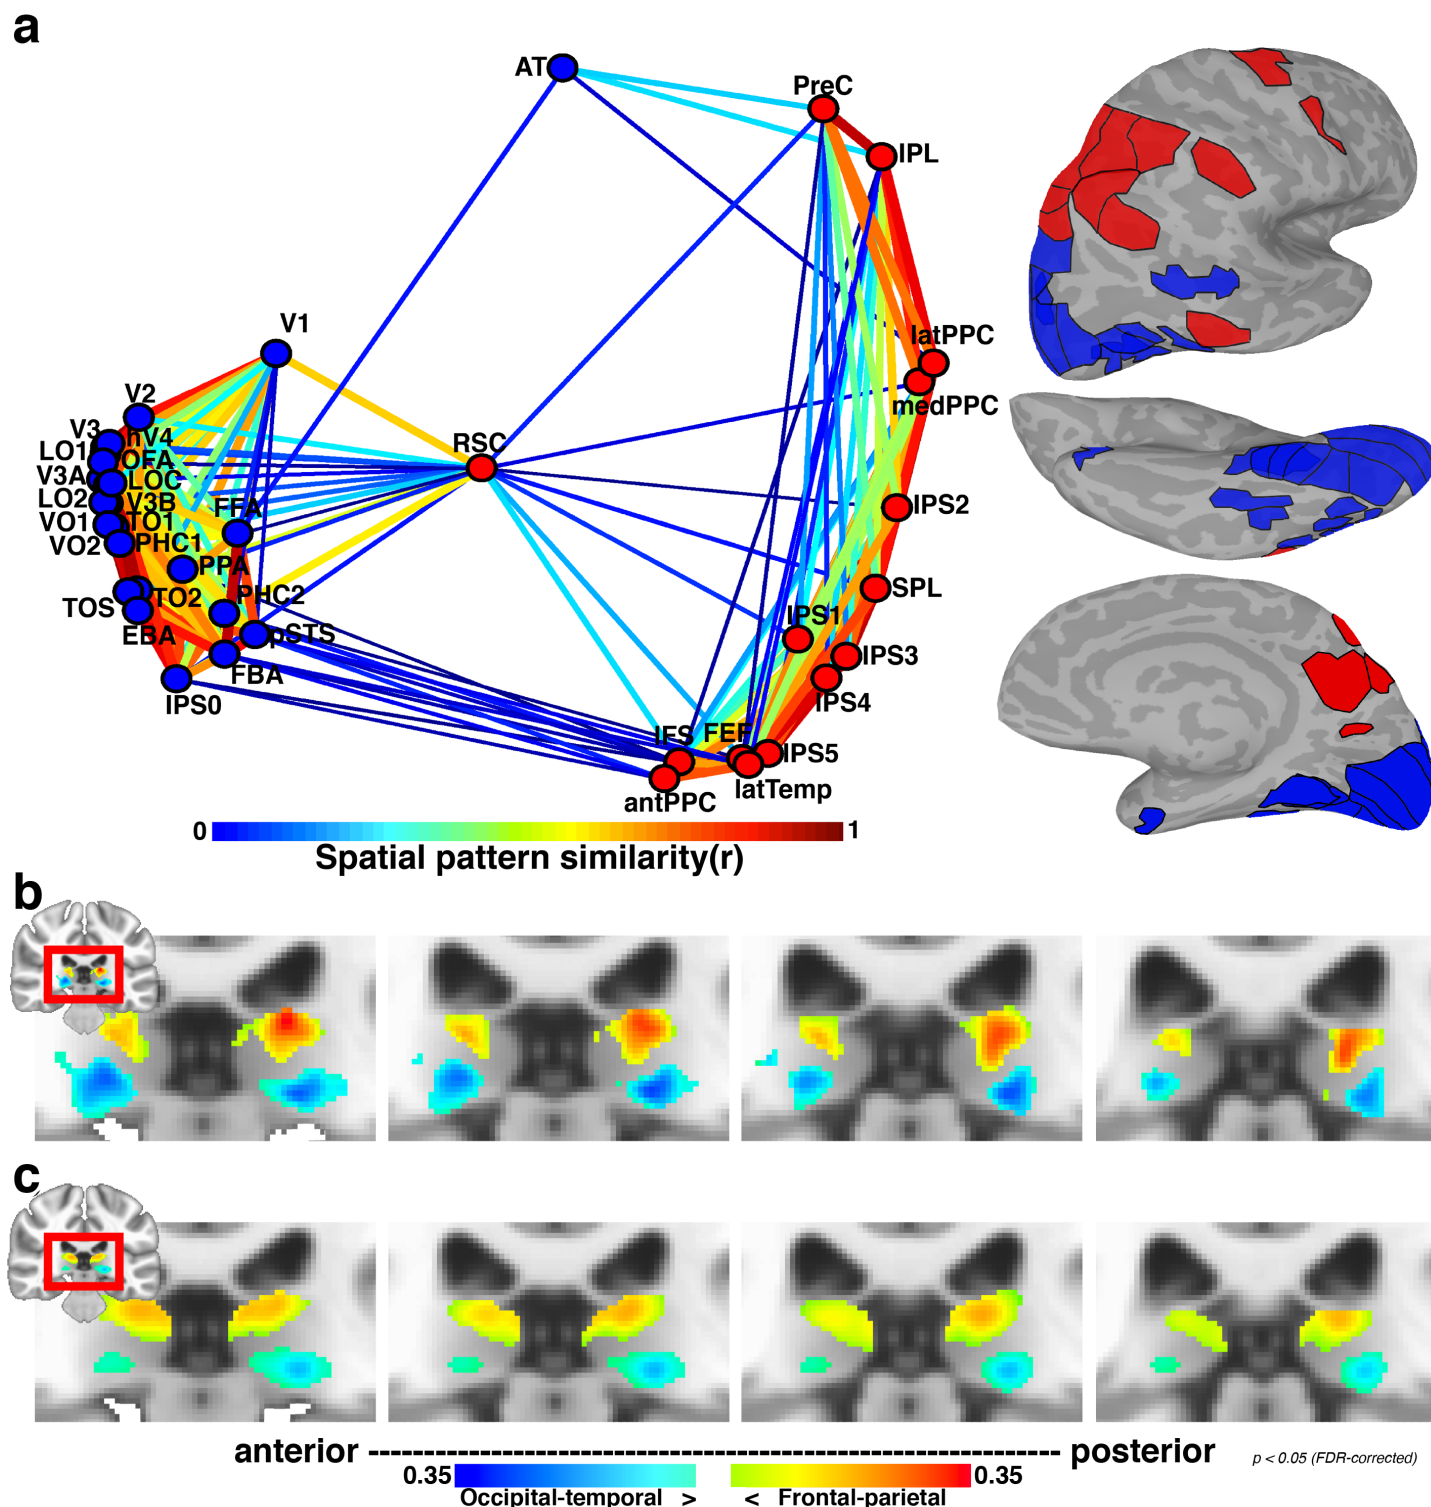 a
AT
PreC
IPL
V1
latPPC
V2
medPPC
V3
hV4
LO1
OFA
RSC
V3A
LOC
LO2
V3B
FFA
IPS2
VO1
TO1
VO2
PHC1
PPA
SPL
TOS
TO2
PHC2
IPS1
EBA
pSTS
IPS3
FBA
IPS0
IPS4
IFS
FEF
IPS5
antPPC
latTemp
0
1
Spatial pattern similarity(r)
b
c
anterior ------------------------------ posterior
p < 0.05 (FDR-corrected)
0.35
0.35
Occipital-temporal >
< Frontal-parietal